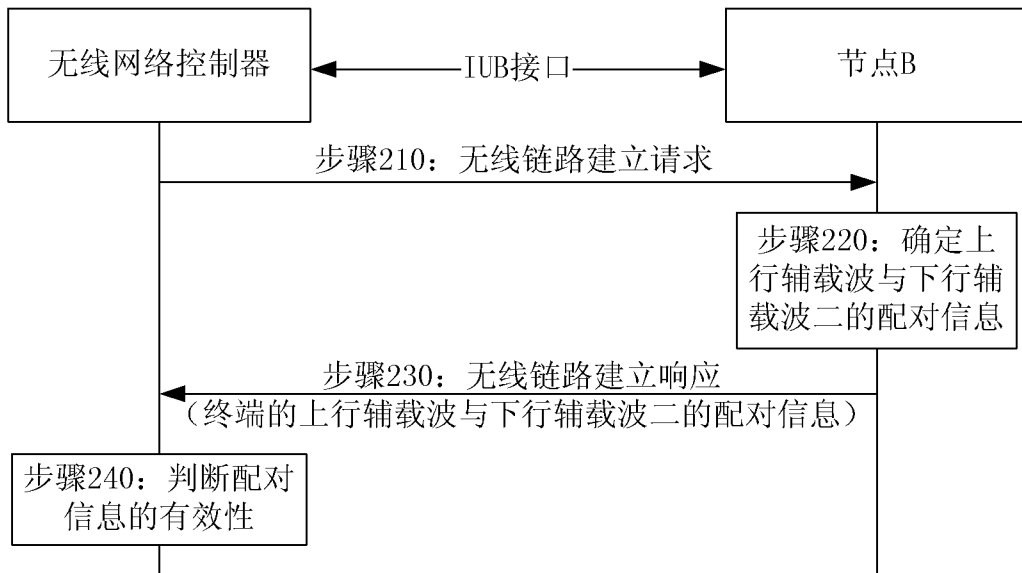 无线网络控制器
IUB接口
节点B
步骤210：无线链路建立请求
步骤220：确定上
行辅载波与下行辅
载波二的配对信息
步骤230：无线链路建立响应
（终端的上行辅载波与下行辅载波二的配对信息）
步骤240：判断配对
信息的有效性